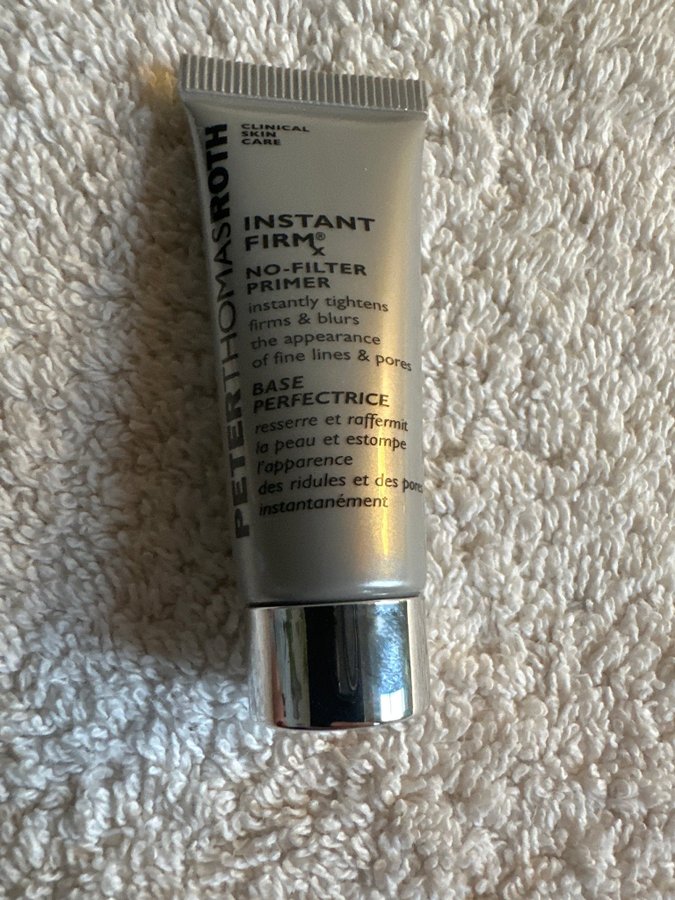 PETERTHOMASROTH
CLINICAL
SKIN
CARE
INSTANT
FIRMx®
NO-FILTER
PRIMER
instantly tightens
firms & blurs
the appearance
of fine lines & pores
BASE
PERFECTRICE
resserre et raffermit
la peau et estompe
l'apparence
des ridules et des pores
instantanément